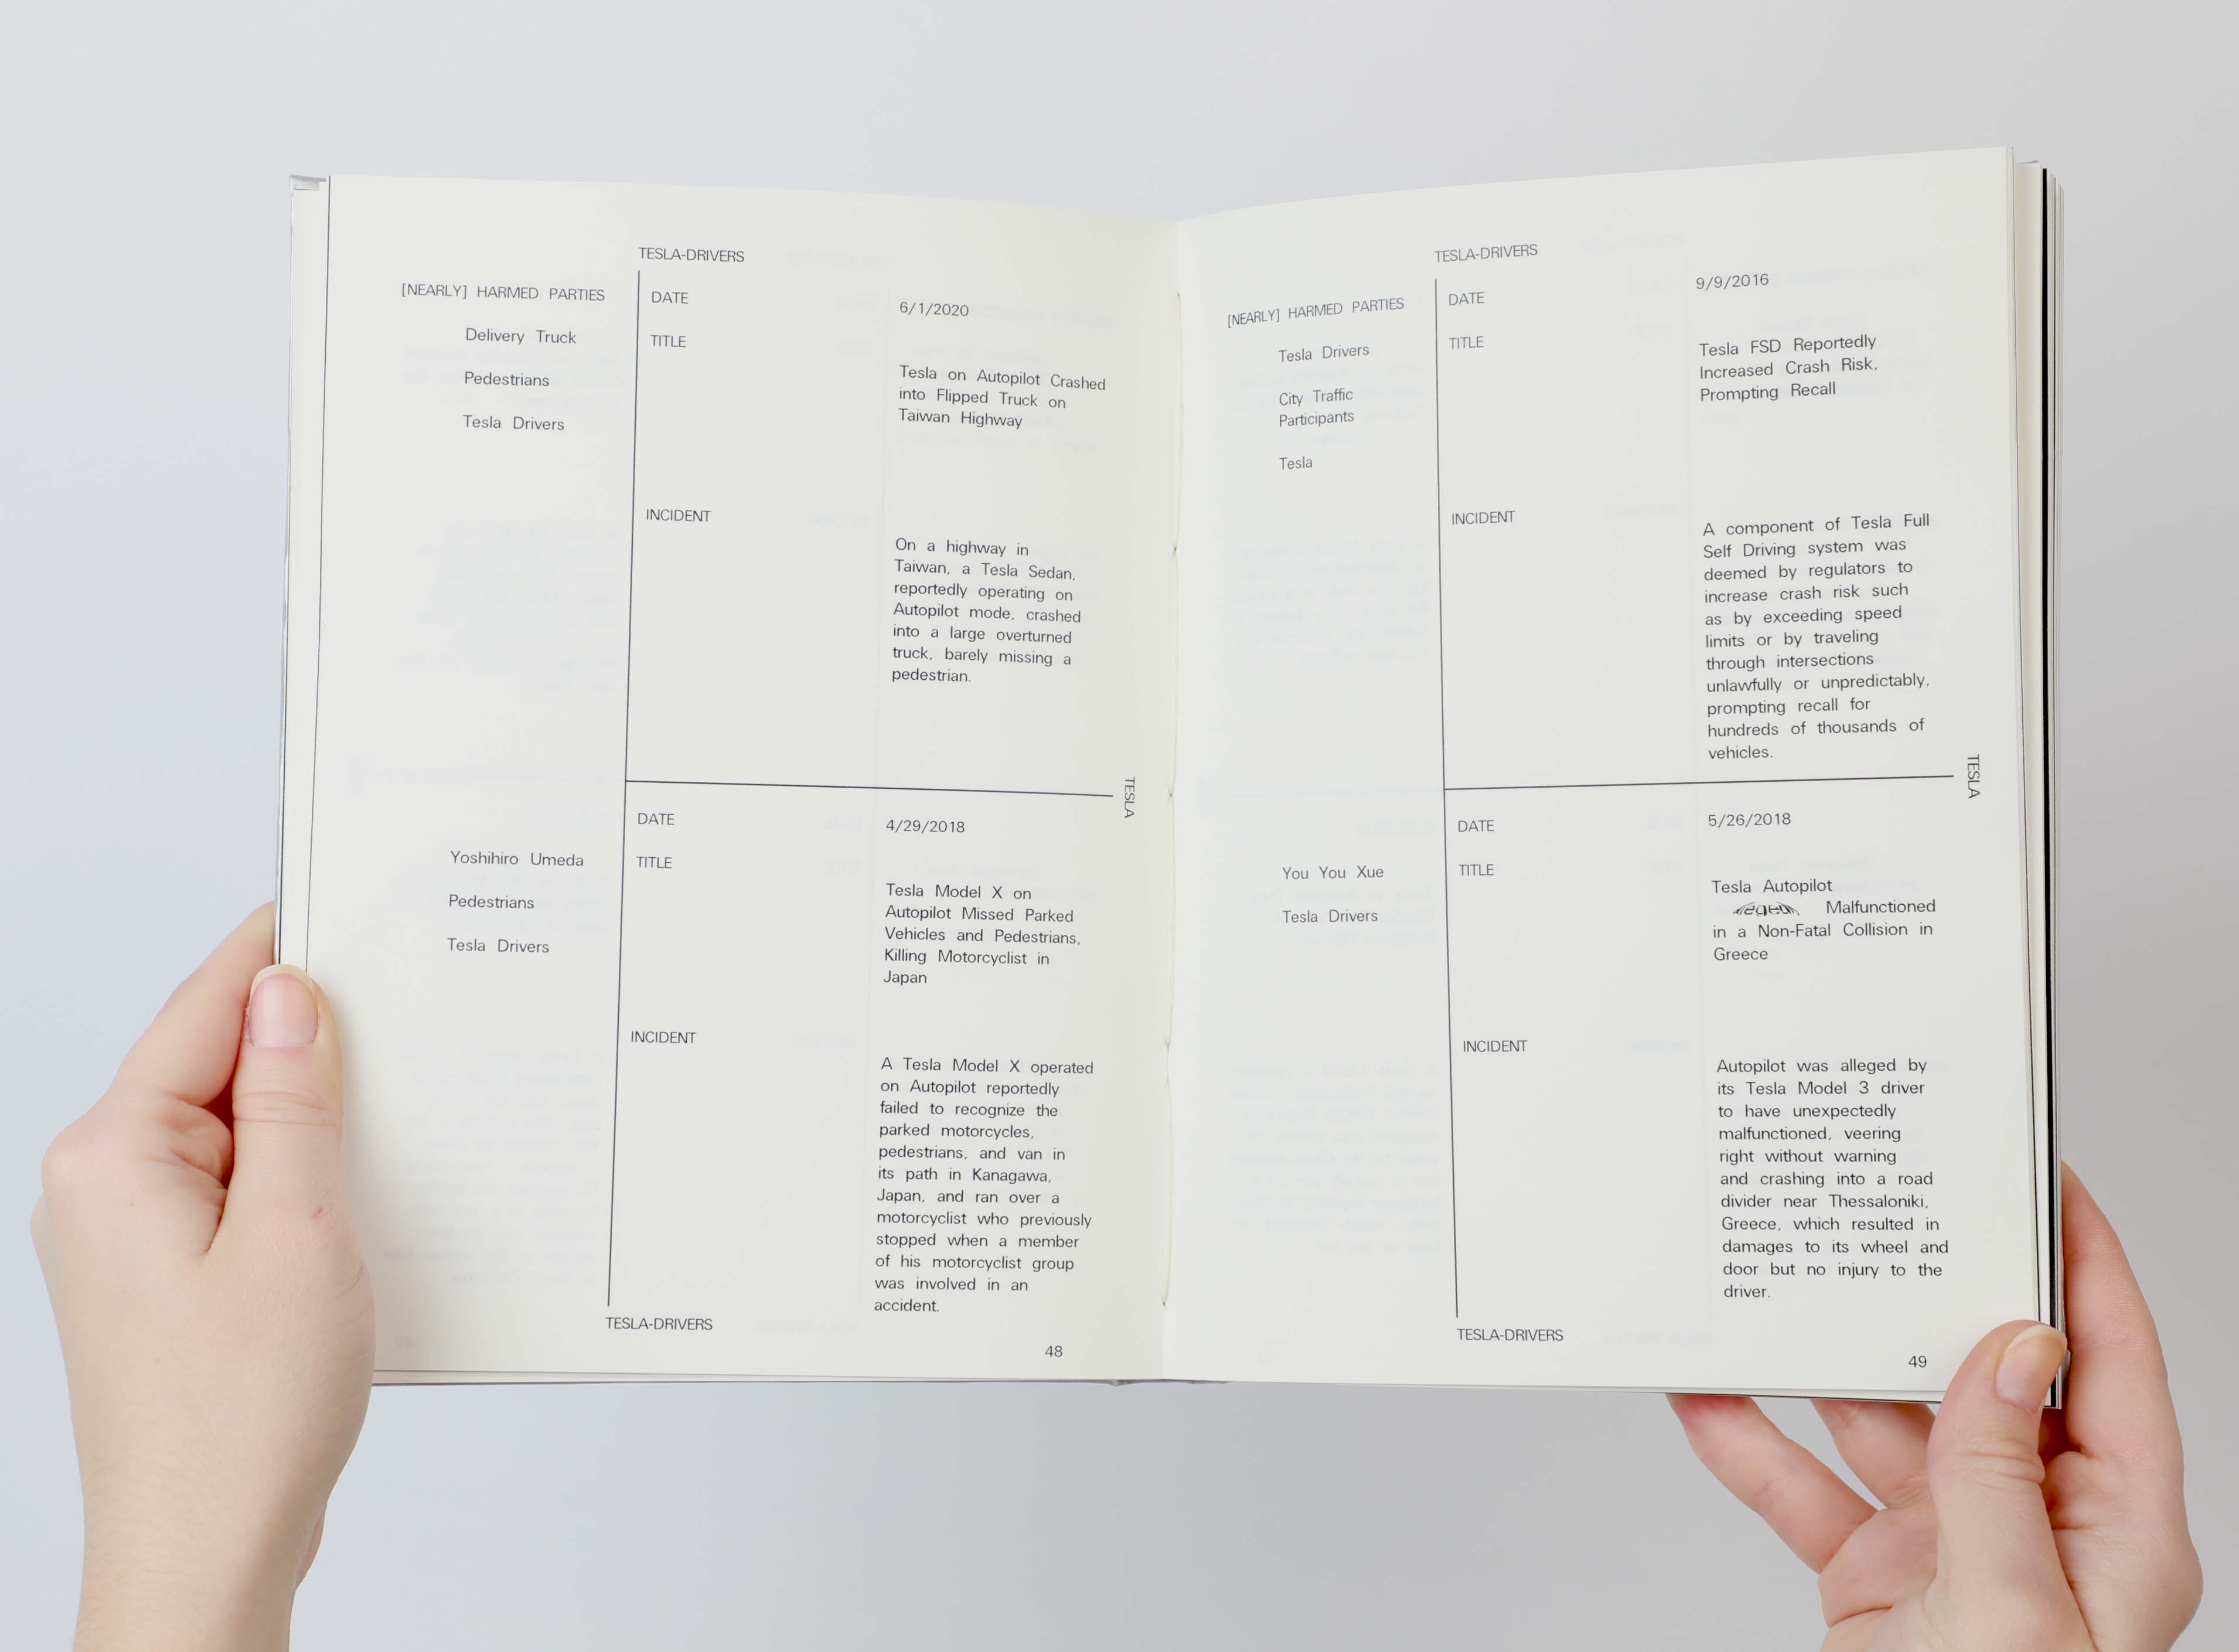 TESLA-DRIVERS
[NEARLY] HARMED PARTIES
Delivery Truck
Pedestrians
Tesla Drivers
DATE
6/1/2020
TITLE
Tesla on Autopilot Crashed
into Flipped Truck on
Taiwan Highway
INCIDENT
On a highway in
Taiwan, a Tesla Sedan,
reportedly operating on
Autopilot mode, crashed
into a large overturned
truck, barely missing a
pedestrian.
TESLA
Yoshihiro Umeda
Pedestrians
Tesla Drivers
DATE
4/29/2018
TITLE
Tesla Model X on
Autopilot Missed Parked
Vehicles and Pedestrians,
Killing Motorcyclist in
Japan
INCIDENT
A Tesla Model X operated
on Autopilot reportedly
failed to recognize the
parked motorcycles,
pedestrians, and van in
its path in Kanagawa,
Japan, and ran over a
motorcyclist who previously
stopped when a member
of his motorcyclist group
was involved in an
accident.
TESLA-DRIVERS
48
TESLA-DRIVERS
[NEARLY] HARMED PARTIES
Tesla Drivers
City Traffic
Participants
Tesla
DATE
9/9/2016
TITLE
Tesla FSD Reportedly
Increased Crash Risk,
Prompting Recall
INCIDENT
A component of Tesla Full
Self Driving system was
deemed by regulators to
increase crash risk such
as by exceeding speed
limits or by traveling
through intersections
unlawfully or unpredictably,
prompting recall for
hundreds of thousands of
vehicles.
TESLA
You You Xue
Tesla Drivers
DATE
5/26/2018
TITLE
Tesla Autopilot
Malfunctioned
in a Non-Fatal Collision in
Greece
INCIDENT
Autopilot was alleged by
its Tesla Model 3 driver
to have unexpectedly
malfunctioned, veering
right without warning
and crashing into a road
divider near Thessaloniki,
Greece, which resulted in
damages to its wheel and
door but no injury to the
driver.
TESLA-DRIVERS
49